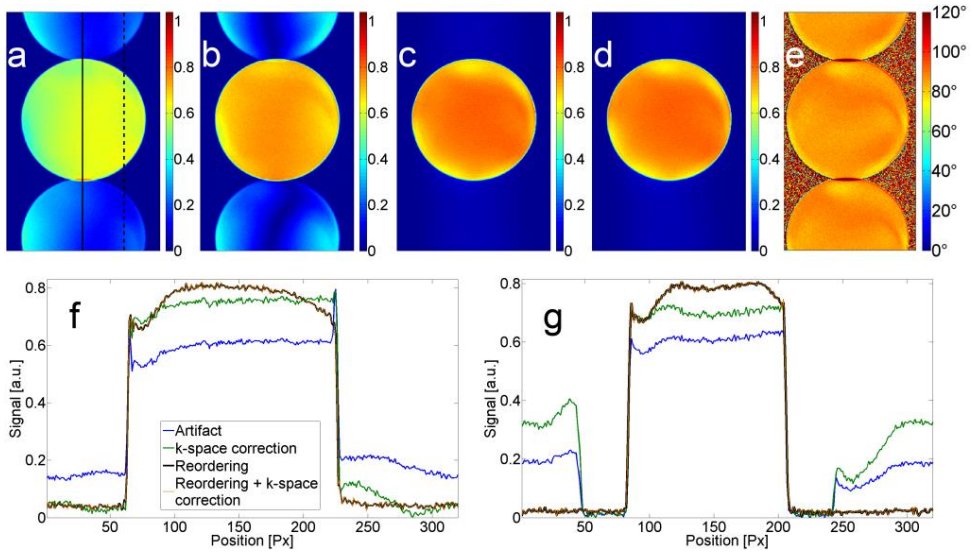 a
1
0.8
0.6
0.4
0.2
0
b
1
0.8
0.6
0.4
0.2
0
c
1
0.8
0.6
0.4
0.2
0
d
1
0.8
0.6
0.4
0.2
0
e
120°
100°
80°
60°
40°
20°
0°
f
Signal [a.u.]
0.8
0.6
0.4
0.2
0
50 100 150 200 250 300
Position [Px]
Artifact
k-space correction
Reordering
Reordering + k-space
correction
g
Signal [a.u.]
0.8
0.6
0.4
0.2
0
50 100 150 200 250 300
Position [Px]